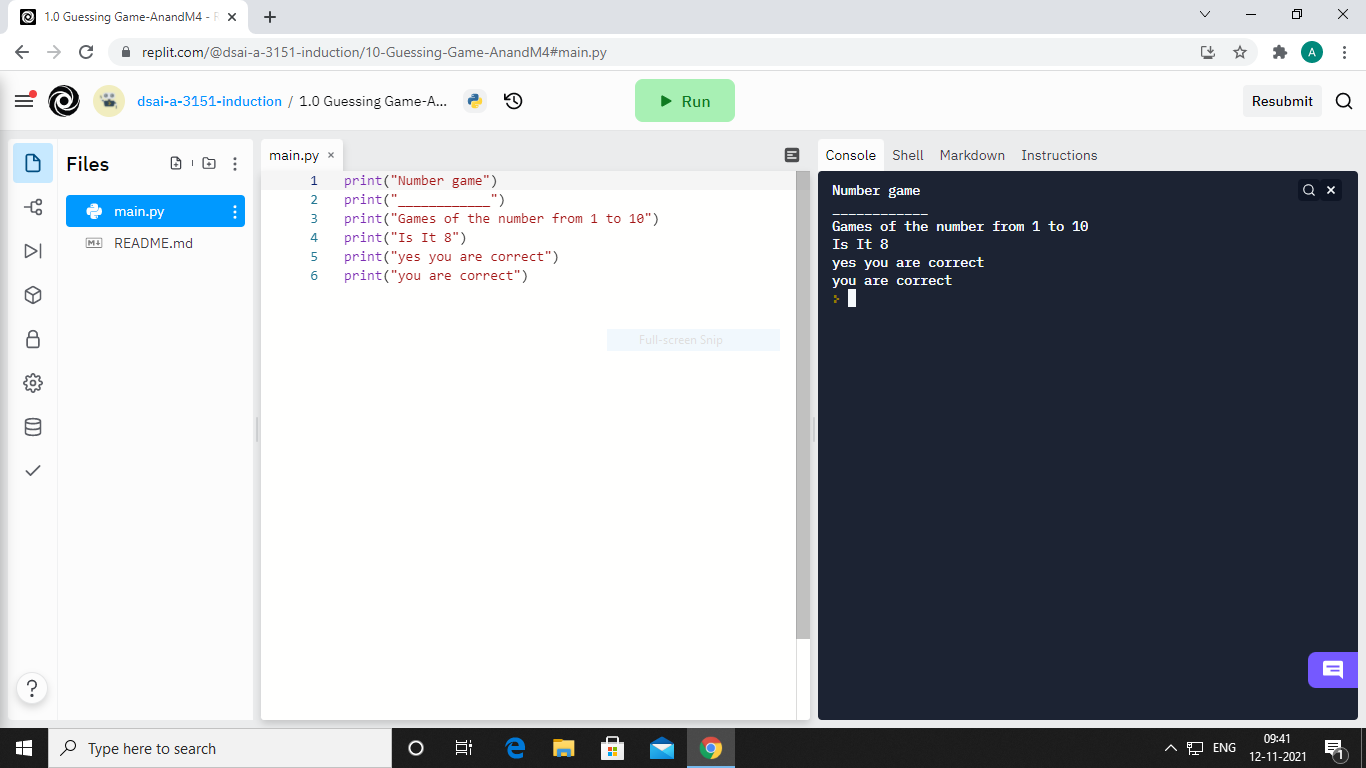 1.0 Guessing Game-AnandM4 - R
replit.com/@dsai-a-3151-induction/10-Guessing-Game-AnandM4#main.py
A
dsai-a-3151-induction / 1.0 Guessing Game-A...
Run
Resubmit
Files
main.py
README.md
main.py
1 print("Number game")
2 print("____________")
3 print("Games of the number from 1 to 10")
4 print("Is It 8")
5 print("yes you are correct")
6 print("you are correct")
Full-screen Snip
Console Shell Markdown Instructions
Number game
____________
Games of the number from 1 to 10
Is It 8
yes you are correct
you are correct
?
Type here to search
ENG
09:41
12-11-2021
1